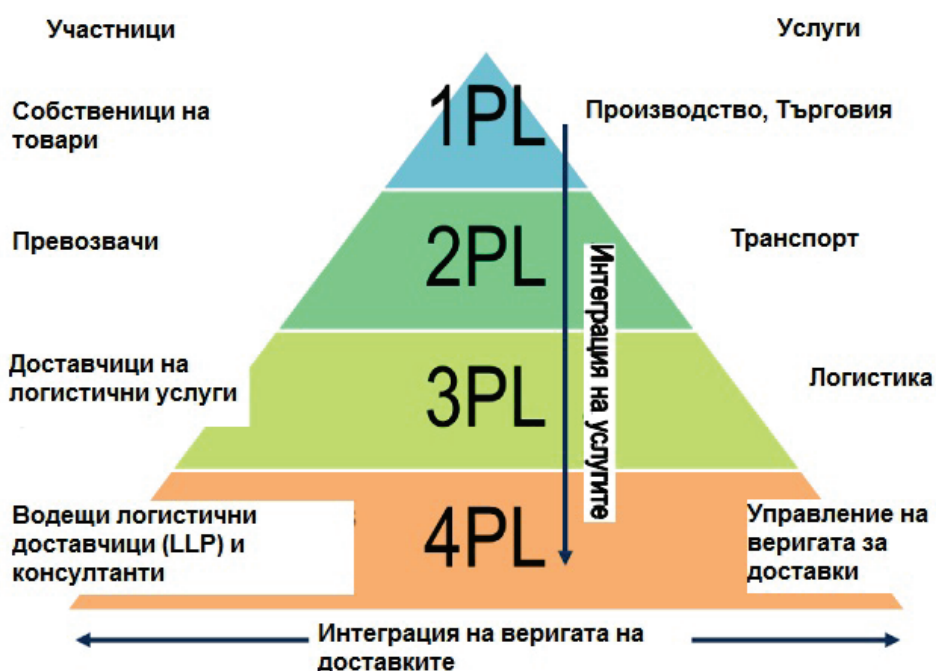 Участници
Услуги
Собственици на
товари
1PL
Производство, Търговия
Превозвачи
2PL
Транспорт
Интеграция на услугите
Доставчици на
логистични услуги
3PL
Логистика
Водещи логистични
доставчици (LLP) и
консултанти
4PL
Управление на
веригата за
доставки
Интеграция на веригата на
доставките